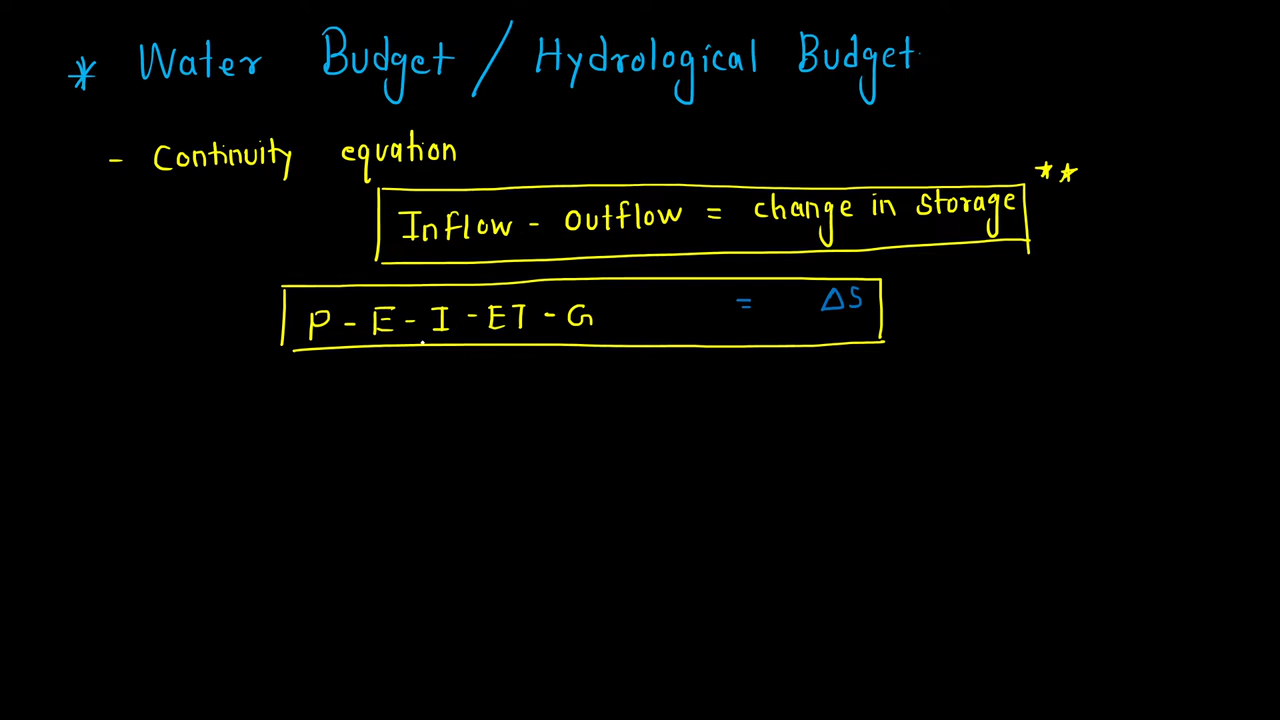 * Water Budget / Hydrological Budget
- Continuity equation
Inflow - Outflow = change in storage **
P - E - I - ET - G = ΔS